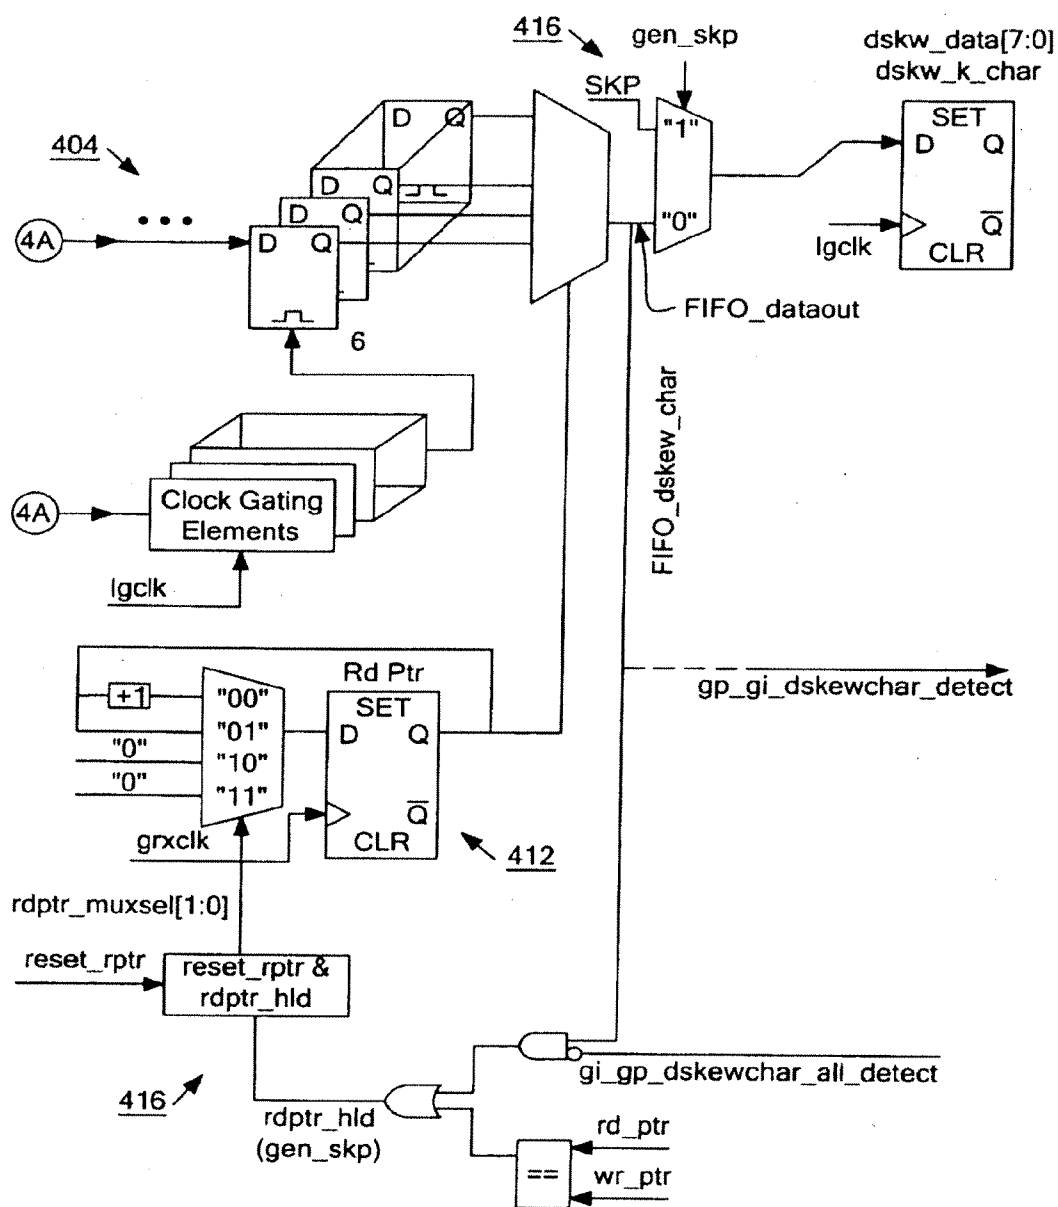 416
gen_skp
dskw_data[7:0]
dskw_k_char
SKP
404
D Q
"1"
SET
D Q
D Q
D Q
4A
D Q
"0"
lgclk
Q
CLR
FIFO_dataout
6
FIFO_dskew_char
4A
Clock Gating
Elements
lgclk
Rd Ptr
gp_gi_dskewchar_detect
+1
"00"
SET
"01"
D Q
"0"
"10"
"0"
"11"
Q
grxclk
CLR
412
rdptr_muxsel[1:0]
reset_rptr
reset_rptr &
rdptr_hld
gi_gp_dskewchar_all_detect
416
rdptr_hld
(gen_skp)
rd_ptr
==
wr_ptr